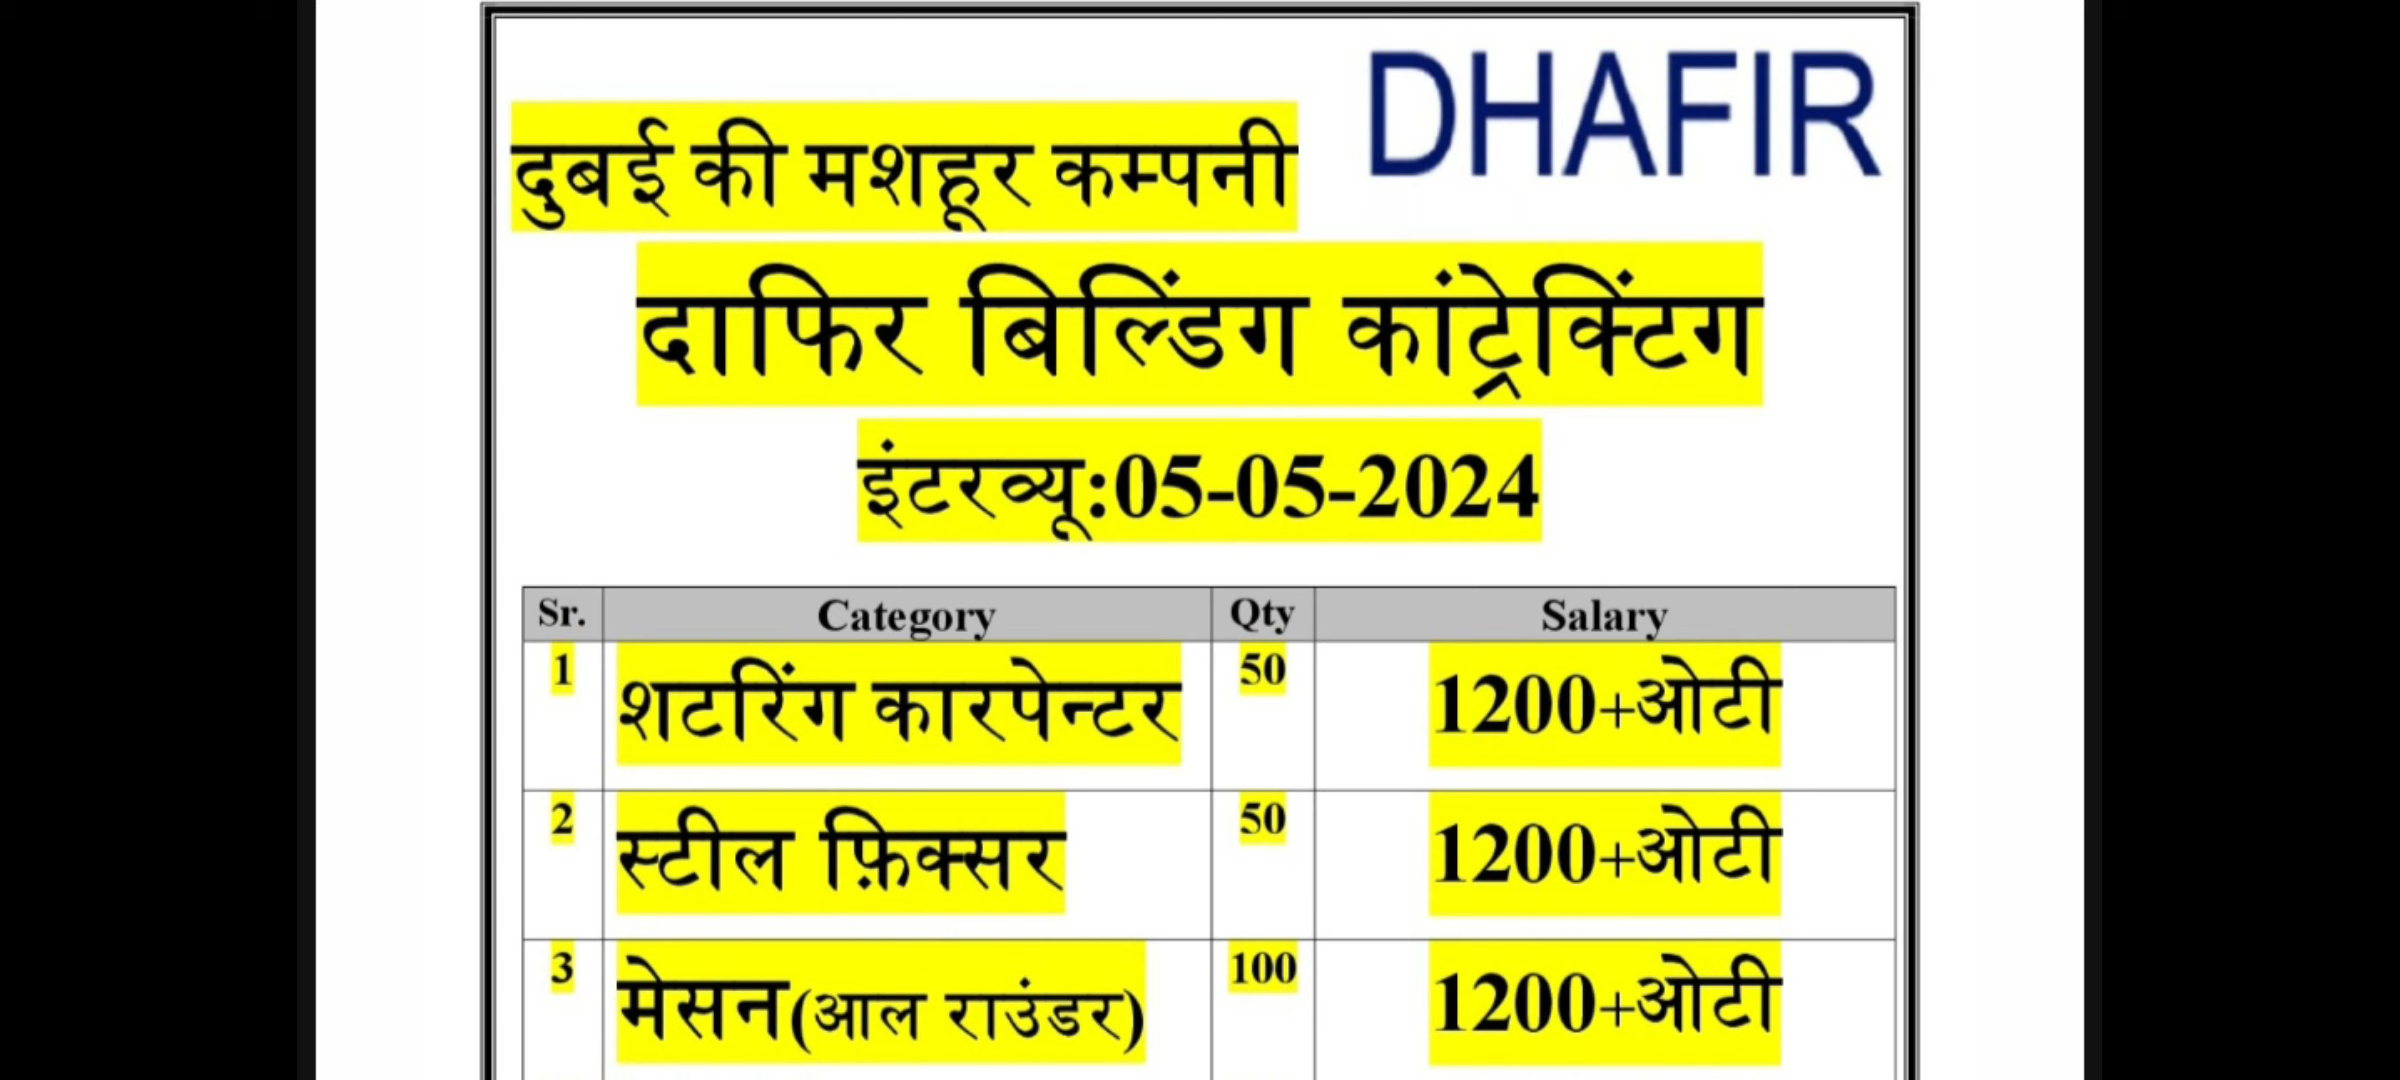 DHAFIR
दुबई की मशहूर कम्पनी
दाफिर बिल्डिंग कांट्रेक्टिंग
इंटरव्यू:05-05-2024
Sr. Category Qty Salary
1 शटरिंग कारपेन्टर 50 1200+ओटी
2 स्टील फ़िक्सर 50 1200+ओटी
3 मेसन(आल राउंडर) 100 1200+ओटी